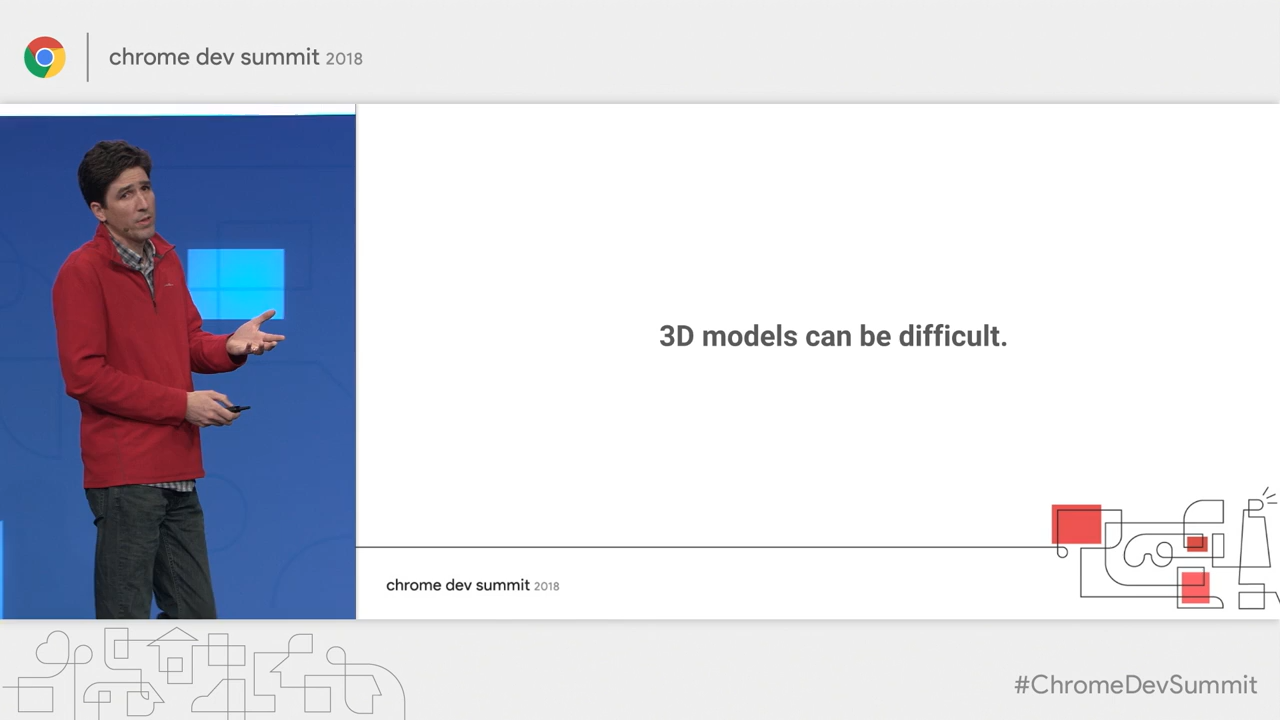 chrome dev summit 2018
3D models can be difficult.
chrome dev summit 2018
#ChromeDevSummit